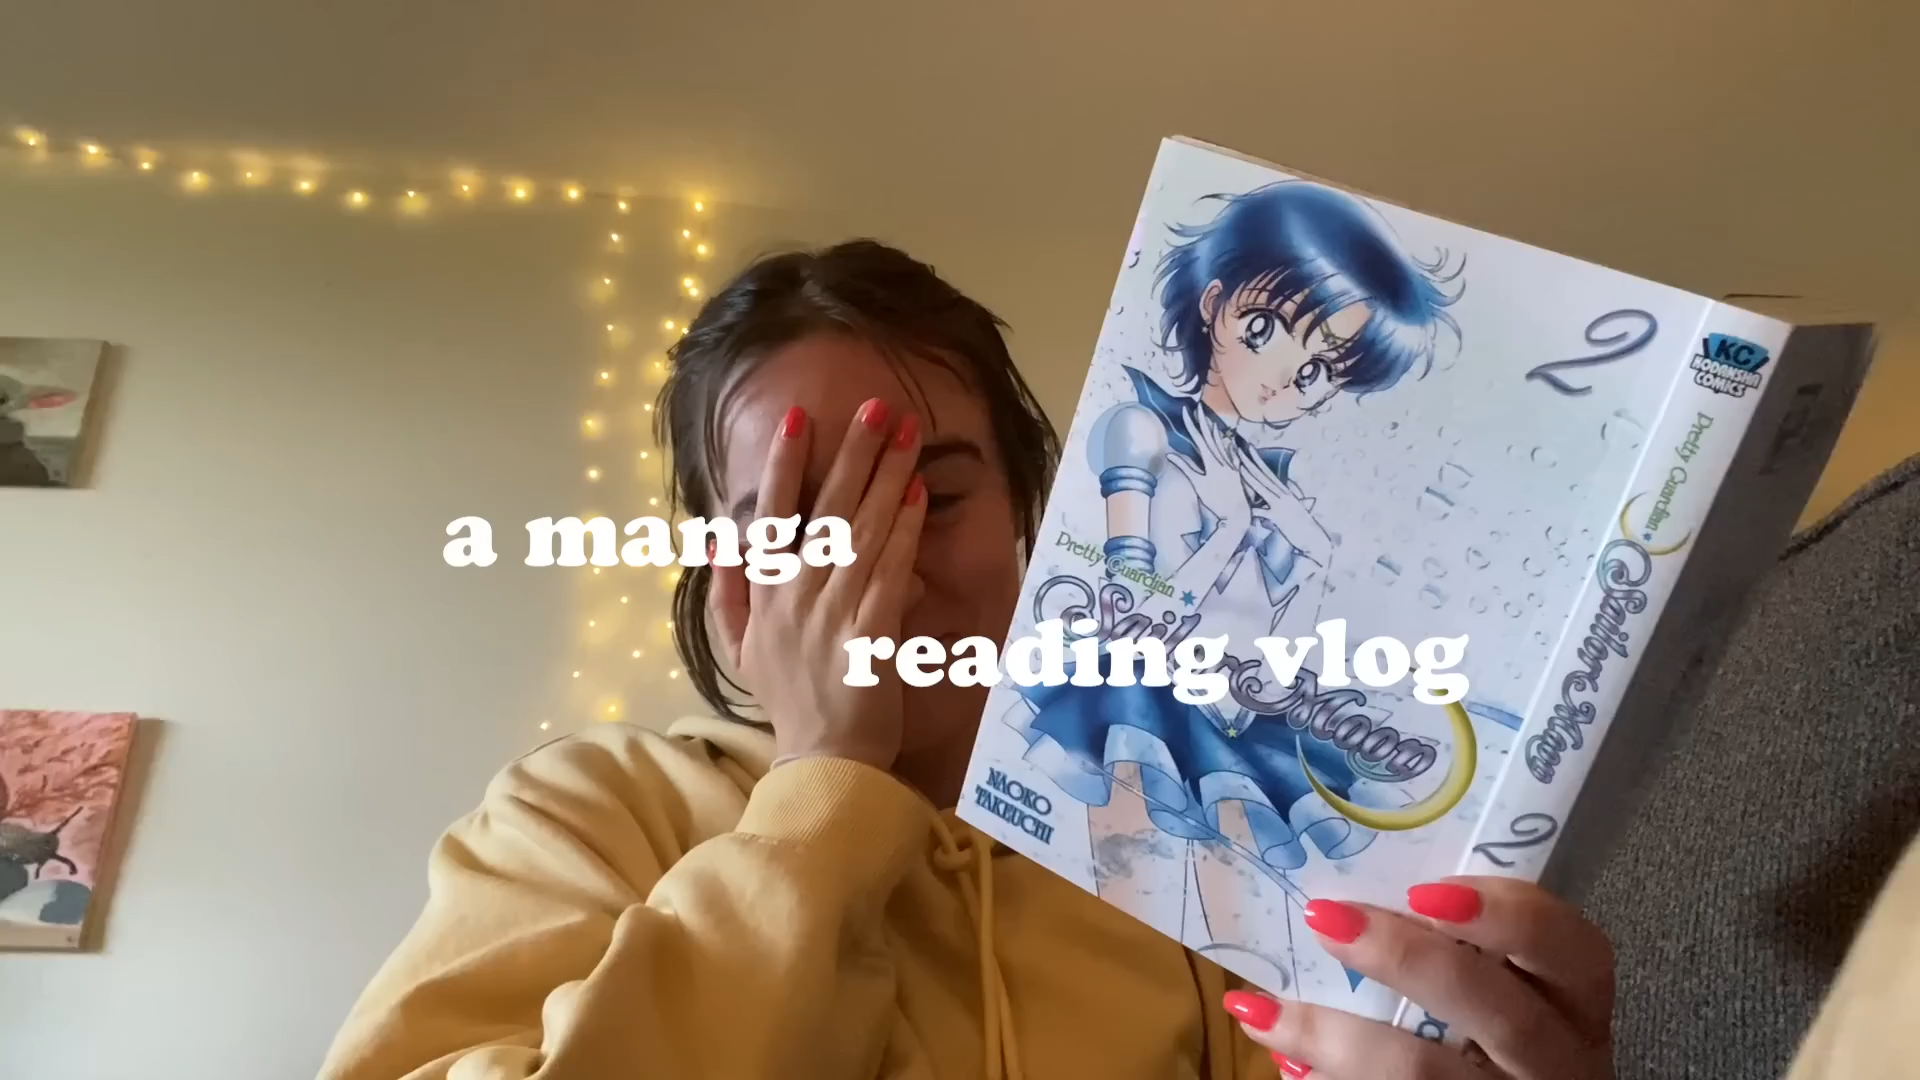 a manga
reading vlog
2
Pretty Guardian
Sailor Moon
NAOKO
TAKEUCHI
KC
KODANSHA
COMICS
Pretty Guardian
Sailor Moon
2